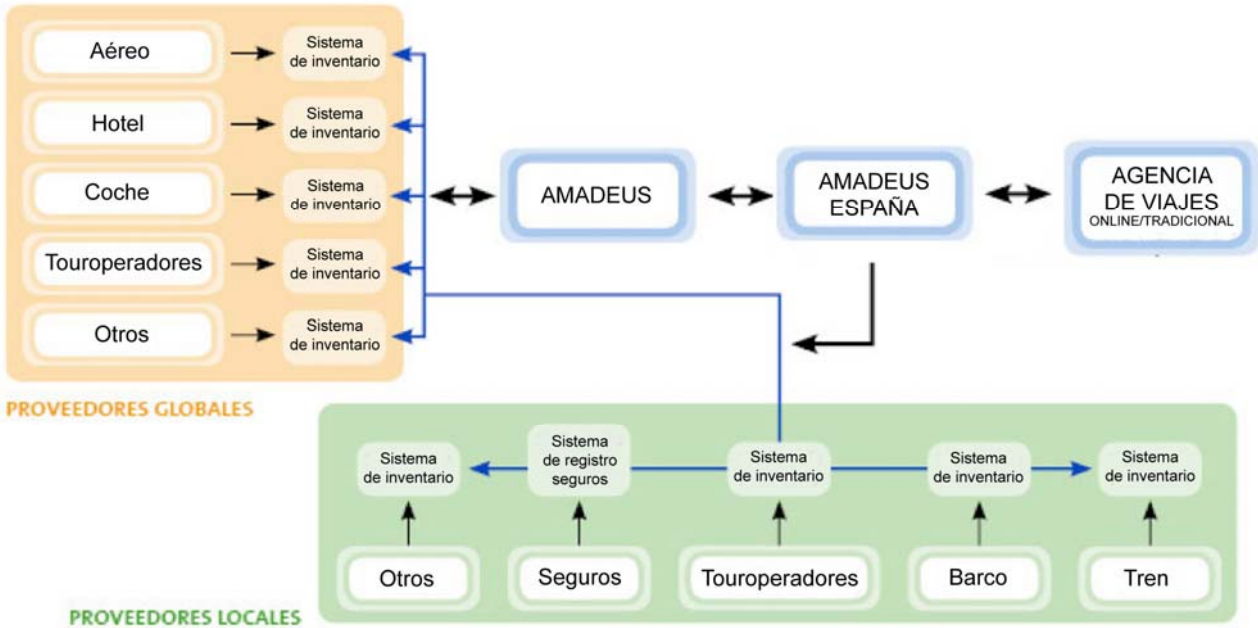 Aéreo
Sistema
de inventario
Hotel
Sistema
de inventario
Coche
Sistema
de inventario
Touroperadores
Sistema
de inventario
Otros
Sistema
de inventario
AMADEUS
AMADEUS
ESPAÑA
AGENCIA
DE VIAJES
ONLINE/TRADICIONAL
PROVEEDORES GLOBALES
Sistema
de inventario
Sistema
de registro
seguros
Sistema
de inventario
Sistema
de inventario
Sistema
de inventario
Otros
Seguros
Touroperadores
Barco
Tren
PROVEEDORES LOCALES